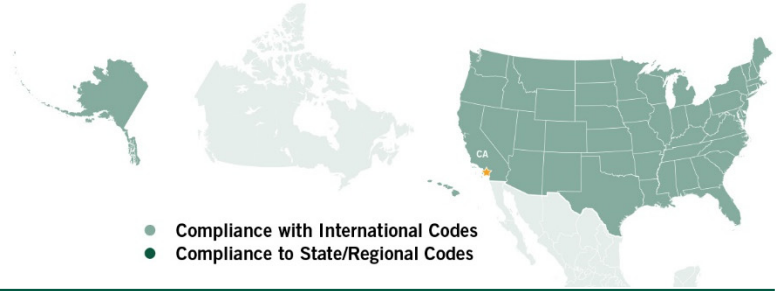 CA
Compliance with International Codes
Compliance to State/Regional Codes